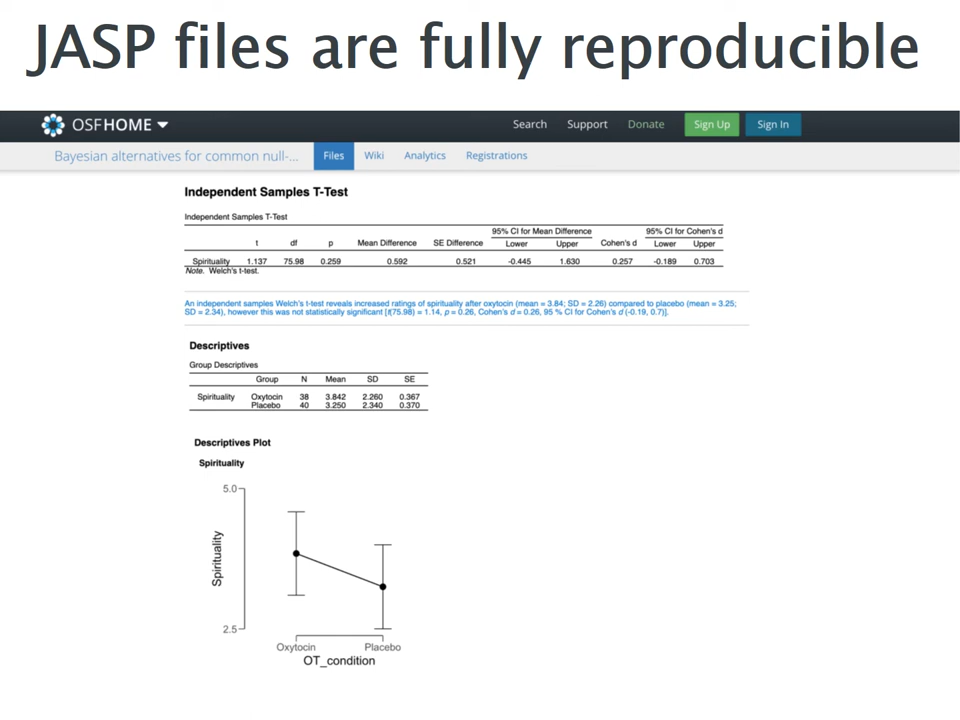 JASP files are fully reproducible
OSFHOME Search Support Donate Sign Up Sign In
Bayesian alternatives for common null-... Files Wiki Analytics Registrations
Independent Samples T-Test
Independent Samples T-Test
95% CI for Mean Difference 95% CI for Cohen's d
t df p Mean Difference SE Difference Lower Upper Cohen's d Lower Upper
Spirituality 1.137 75.98 0.259 0.592 0.521 -0.445 1.630 0.257 -0.189 0.703
Note. Welch's t-test.
An independent samples Welch's t-test reveals increased ratings of spirituality after oxytocin (mean = 3.84; SD = 2.26) compared to placebo (mean = 3.25;
SD = 2.34), however this was not statistically significant [t(75.98) = 1.14, p = 0.26, Cohen's d = 0.26, 95 % CI for Cohen's d (-0.19, 0.7)].
Descriptives
Group Descriptives
Group N Mean SD SE
Spirituality Oxytocin 38 3.842 2.260 0.367
Placebo 40 3.250 2.340 0.370
Descriptives Plot
Spirituality
5.0
Spirituality
2.5
Oxytocin Placebo
OT_condition